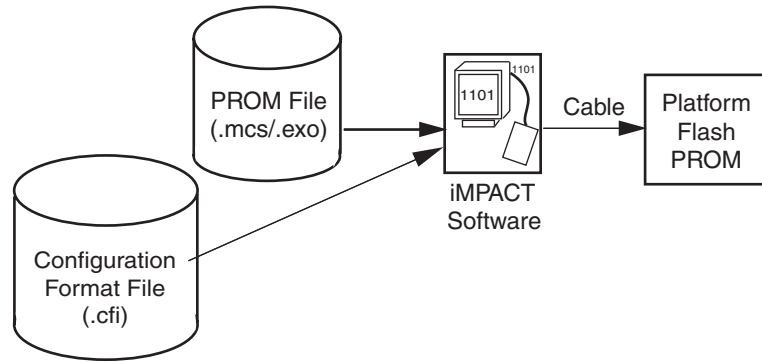 PROM File
(.mcs/.exo)
1101
1101
iMPACT
Software
Cable
Platform
Flash
PROM
Configuration
Format File
(.cfi)